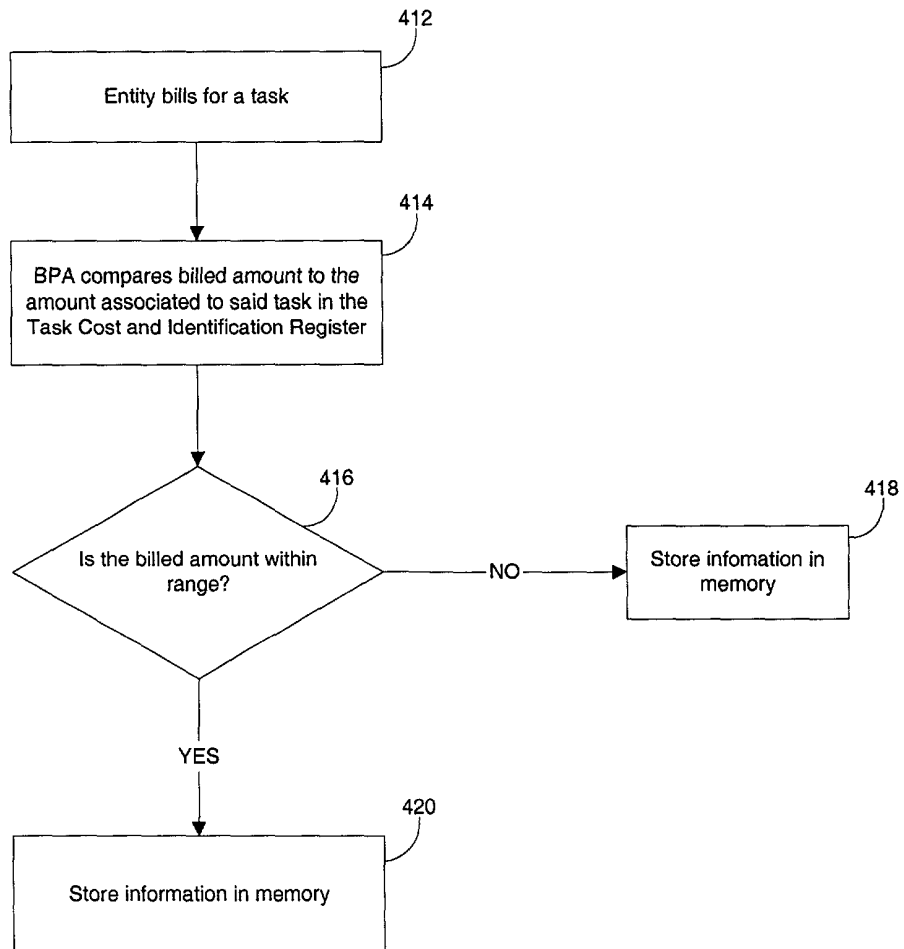 412
Entity bills for a task
414
BPA compares billed amount to the
amount associated to said task in the
Task Cost and Identification Register
416
Is the billed amount within
range?
NO
418
Store infomation in
memory
YES
420
Store information in memory